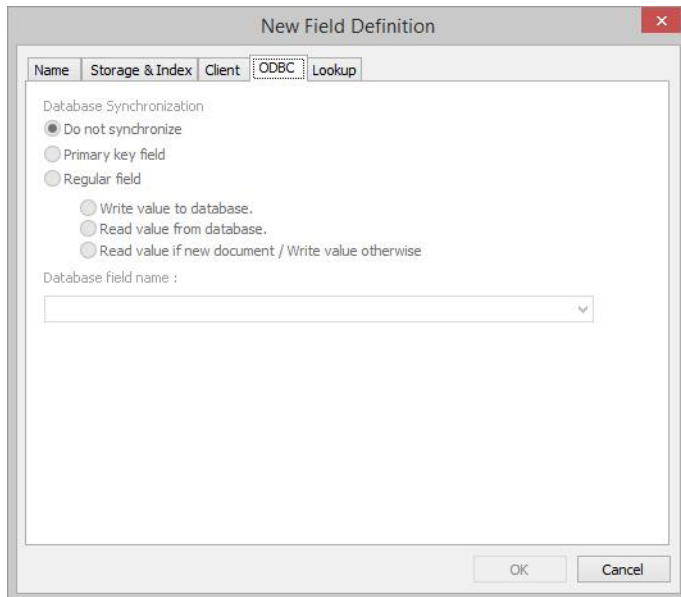 New Field Definition
Name Storage & Index Client ODBC Lookup
Database Synchronization
Do not synchronize
Primary key field
Regular field
Write value to database.
Read value from database.
Read value if new document / Write value otherwise
Database field name :
OK Cancel